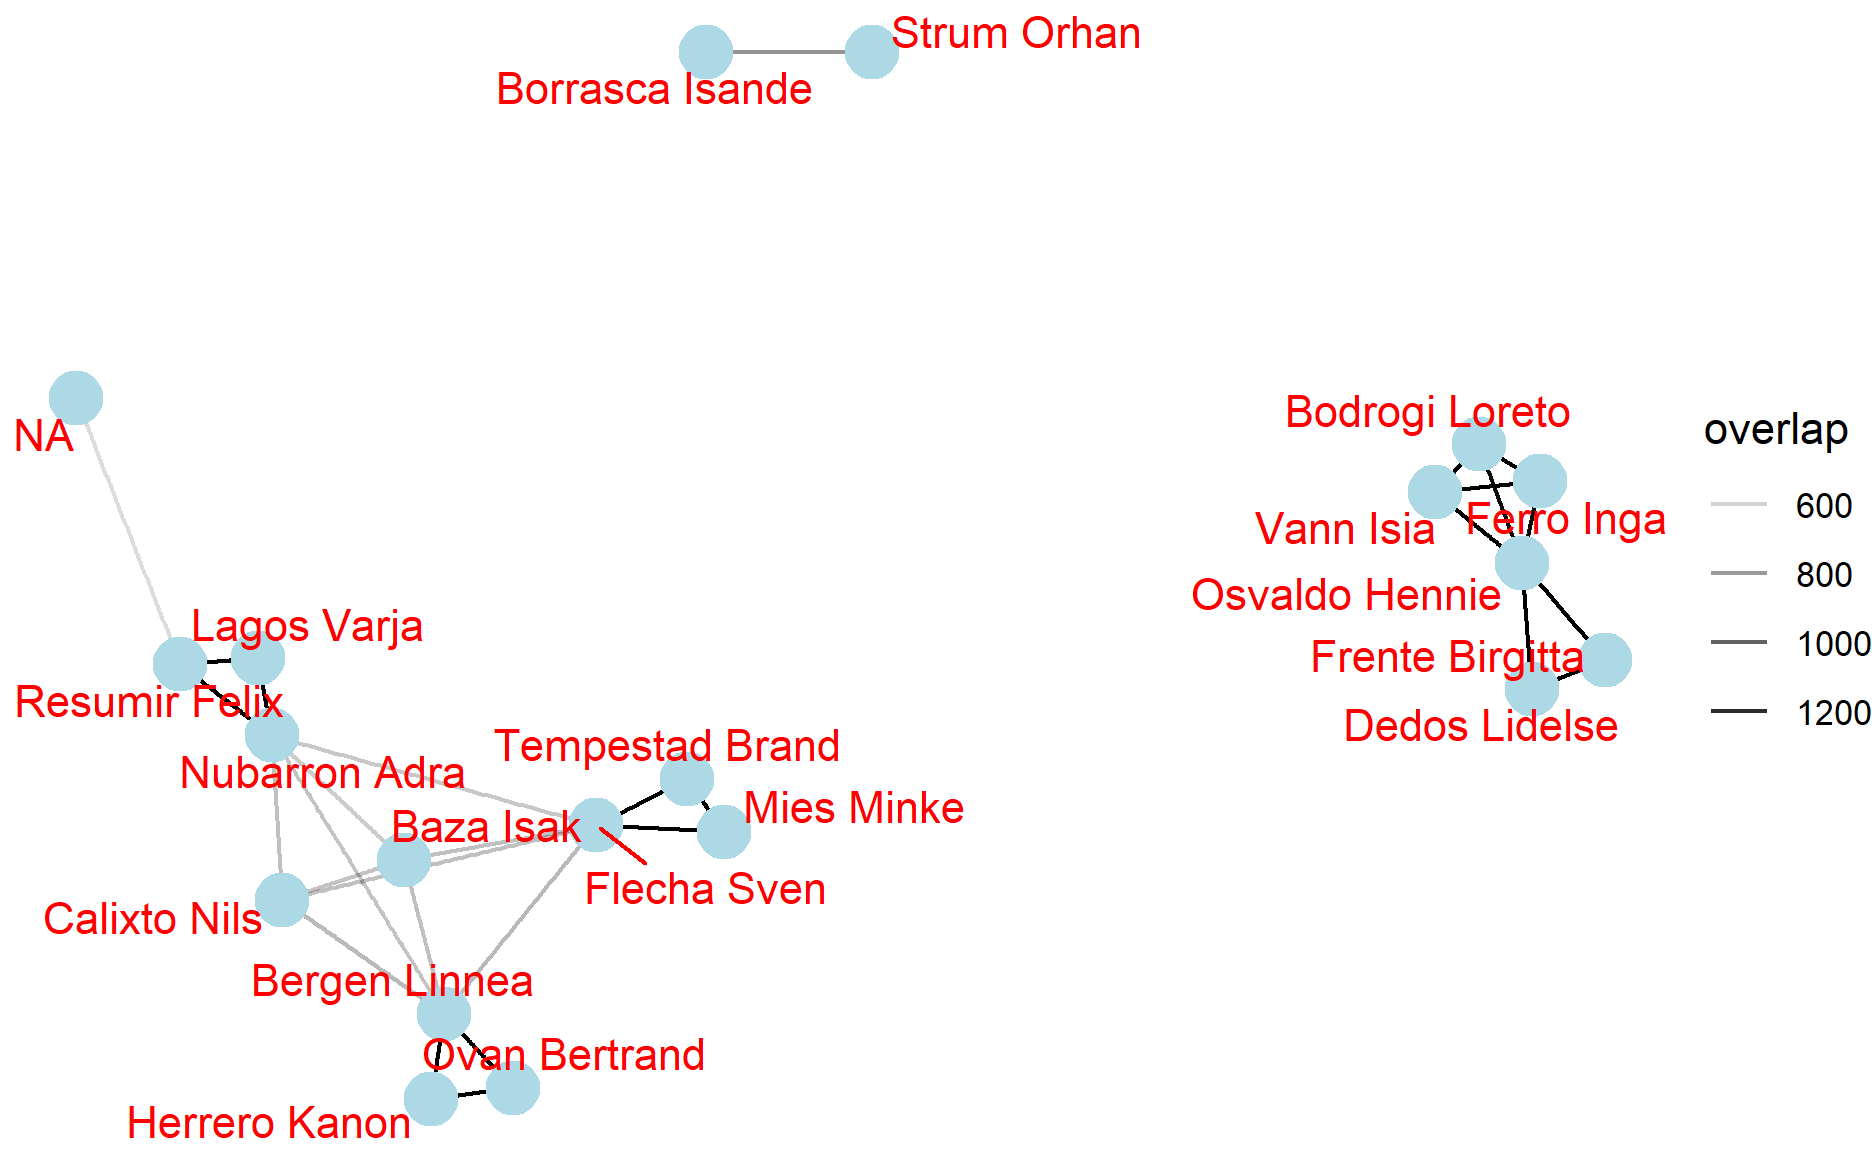 Strum Orhan
Borrasca Isande
NA
Bodrogi Loreto
Vann Isia
Ferro Inga
Osvaldo Hennie
Frente Birgitta
Dedos Lidelse
Lagos Varja
Resumir Felix
Nubarron Adra
Tempestad Brand
Baza Isak
Mies Minke
Flecha Sven
Calixto Nils
Bergen Linnea
Ovan Bertrand
Herrero Kanon
overlap
600
800
1000
1200